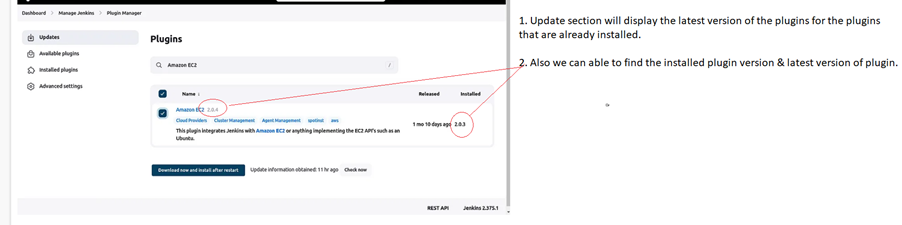 Dashboard > Manage Jenkins > Plugin Manager
Updates
Available plugins
Installed plugins
Advanced settings
Plugins
Amazon EC2
/
Name ↓
Released
Installed
Amazon EC2 2.0.4
Cloud Providers Cluster Management Agent Management spotinst aws
This plugin integrates Jenkins with Amazon EC2 or anything implementing the EC2 API's such as an
Ubuntu.
1 mo 10 days ago
2.0.3
Download now and install after restart
Update information obtained: 11 hr ago
Check now
REST API
Jenkins 2.375.1
1. Update section will display the latest version of the plugins for the plugins
that are already installed.
2. Also we can able to find the installed plugin version & latest version of plugin.